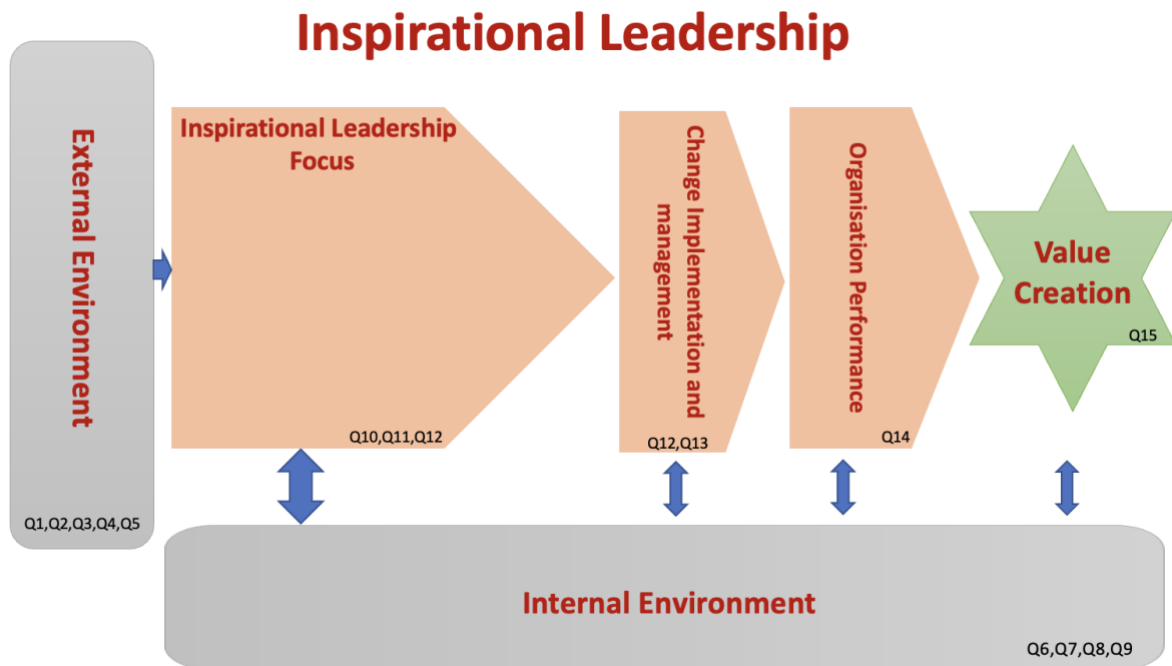 Inspirational Leadership
External Environment
Q1,Q2,Q3,Q4,Q5
Inspirational Leadership
Focus
Q10,Q11,Q12
Change Implementation and
management
Q12,Q13
Organisation Performance
Q14
Value
Creation
Q15
Internal Environment
Q6,Q7,Q8,Q9